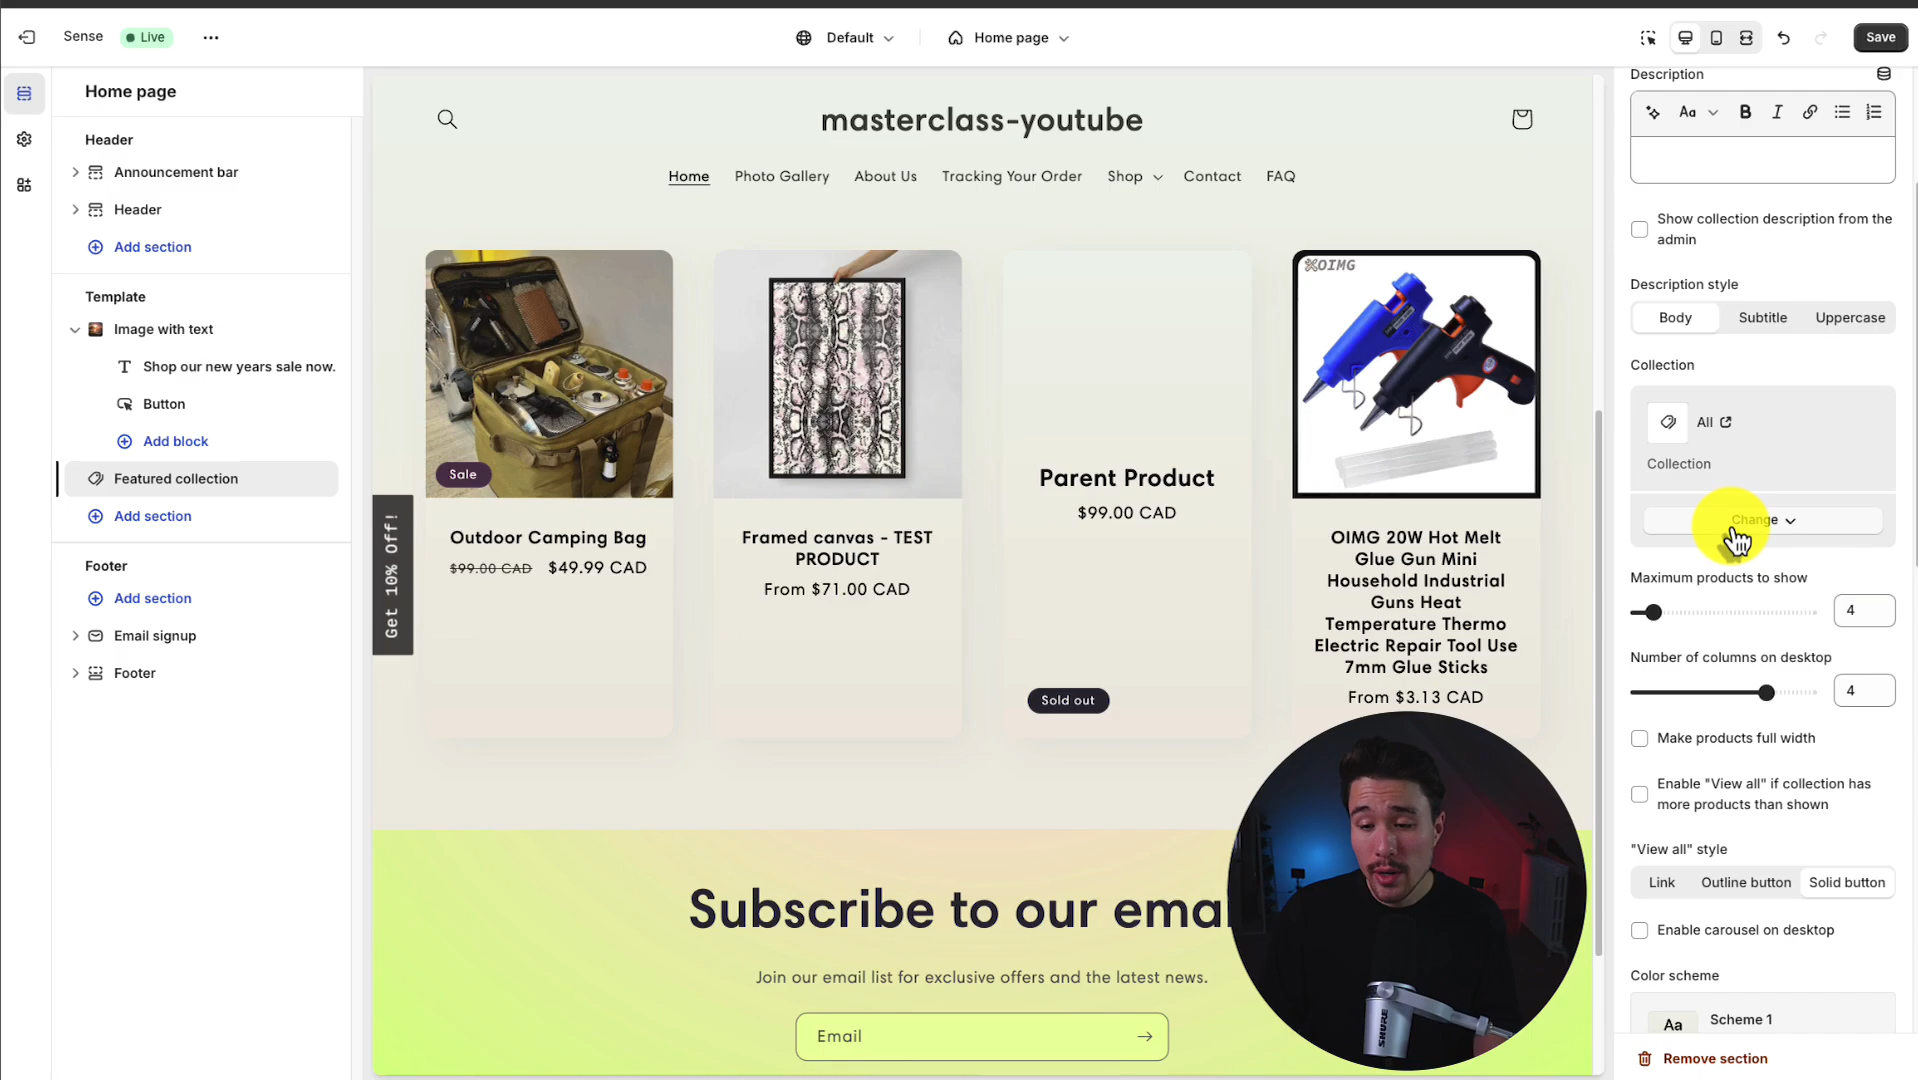 Sense
Live
Default
Home page
Save
Home page
Header
Announcement bar
Header
Add section
Template
Image with text
Shop our new years sale now.
Button
Add block
Featured collection
Add section
Footer
Add section
Email signup
Footer
masterclass-youtube
Home Photo Gallery About Us Tracking Your Order Shop Contact FAQ
Sale
Outdoor Camping Bag
$99.00 CAD $49.99 CAD
Framed canvas - TEST
PRODUCT
From $71.00 CAD
Parent Product
$99.00 CAD
Sold out
OIMG
OIMG 20W Hot Melt
Glue Gun Mini
Household Industrial
Guns Heat
Temperature Thermo
Electric Repair Tool Use
7mm Glue Sticks
From $3.13 CAD
Get 10% Off!
Subscribe to our emai
Join our email list for exclusive offers and the latest news.
Email
SHURE
Description
Aa B I
Show collection description from the
admin
Description style
Body Subtitle Uppercase
Collection
All
Collection
Change
Maximum products to show
4
Number of columns on desktop
4
Make products full width
Enable "View all" if collection has
more products than shown
"View all" style
Link Outline button Solid button
Enable carousel on desktop
Color scheme
Aa Scheme 1
Remove section